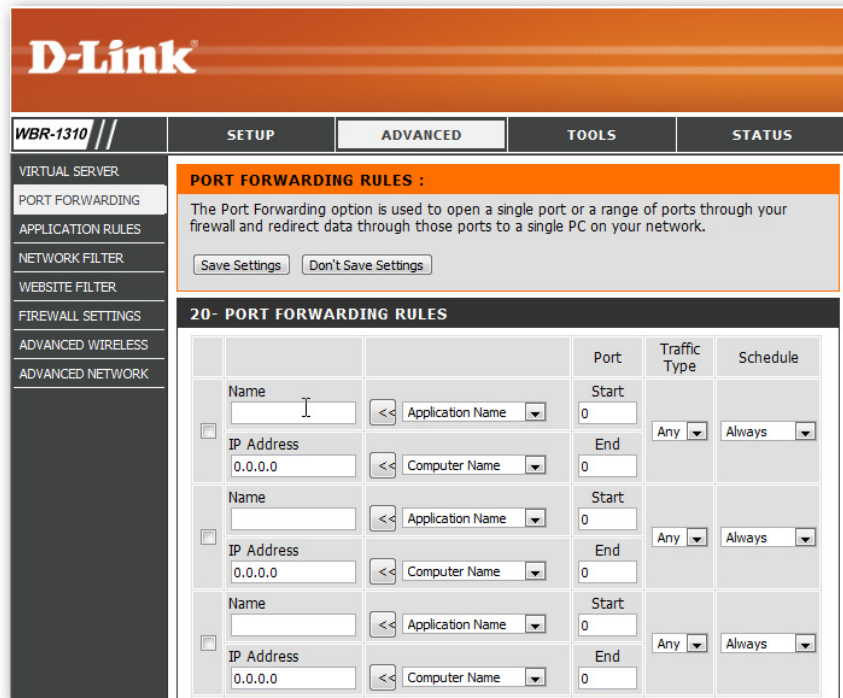 D-Link
WBR-1310
SETUP
ADVANCED
TOOLS
STATUS
VIRTUAL SERVER
PORT FORWARDING
APPLICATION RULES
NETWORK FILTER
WEBSITE FILTER
FIREWALL SETTINGS
ADVANCED WIRELESS
ADVANCED NETWORK
PORT FORWARDING RULES :
The Port Forwarding option is used to open a single port or a range of ports through your
firewall and redirect data through those ports to a single PC on your network.
Save Settings
Don't Save Settings
20- PORT FORWARDING RULES
Port
Traffic
Type
Schedule
Name
<<
Application Name
Start
0
Any
Always
IP Address
0.0.0.0
<<
Computer Name
End
0
Name
<<
Application Name
Start
0
Any
Always
IP Address
0.0.0.0
<<
Computer Name
End
0
Name
<<
Application Name
Start
0
Any
Always
IP Address
0.0.0.0
<<
Computer Name
End
0